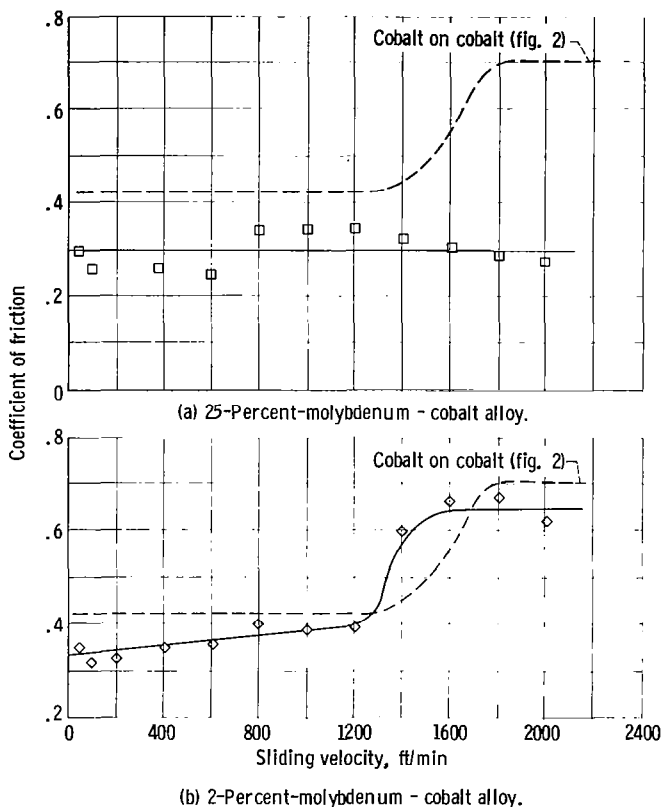 .8
Cobalt on cobalt (fig. 2)
.6
.4
.2
0
(a) 25-Percent-molybdenum - cobalt alloy.
Coefficient of friction
.8
Cobalt on cobalt (fig. 2)
.6
.4
.2
0 400 800 1200 1600 2000 2400
Sliding velocity, ft/min
(b) 2-Percent-molybdenum - cobalt alloy.